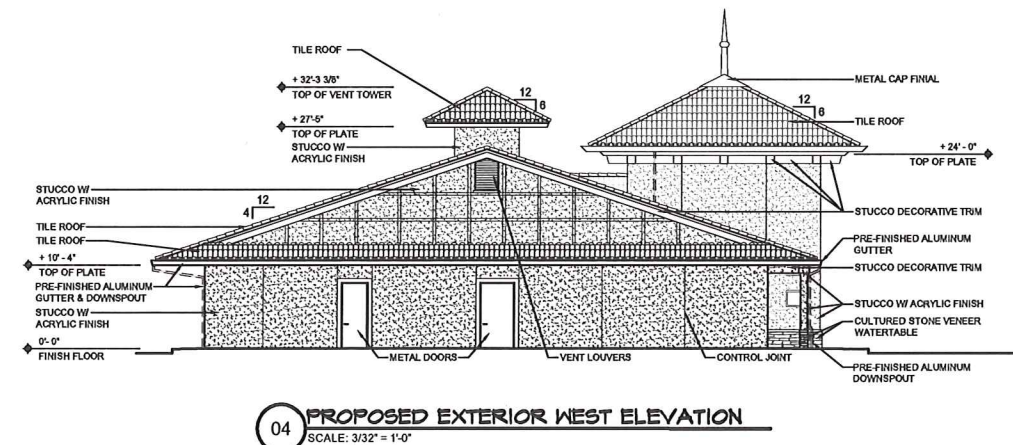 TILE ROOF
+ 32'-3 3/8"
TOP OF VENT TOWER
+ 27'-5"
TOP OF PLATE
STUCCO W/
ACRYLIC FINISH
STUCCO W/
ACRYLIC FINISH
12
4
TILE ROOF
TILE ROOF
+ 10' - 4"
TOP OF PLATE
PRE-FINISHED ALUMINUM
GUTTER & DOWNSPOUT
STUCCO W/
ACRYLIC FINISH
0'- 0"
FINISH FLOOR
12
6
METAL CAP FINIAL
12
6
TILE ROOF
+ 24' - 0"
TOP OF PLATE
STUCCO DECORATIVE TRIM
PRE-FINISHED ALUMINUM
GUTTER
STUCCO DECORATIVE TRIM
STUCCO W/ ACRYLIC FINISH
CULTURED STONE VENEER
WATERTABLE
PRE-FINISHED ALUMINUM
DOWNSPOUT
METAL DOORS
VENT LOUVERS
CONTROL JOINT
04
PROPOSED EXTERIOR WEST ELEVATION
SCALE: 3/32" = 1'-0"